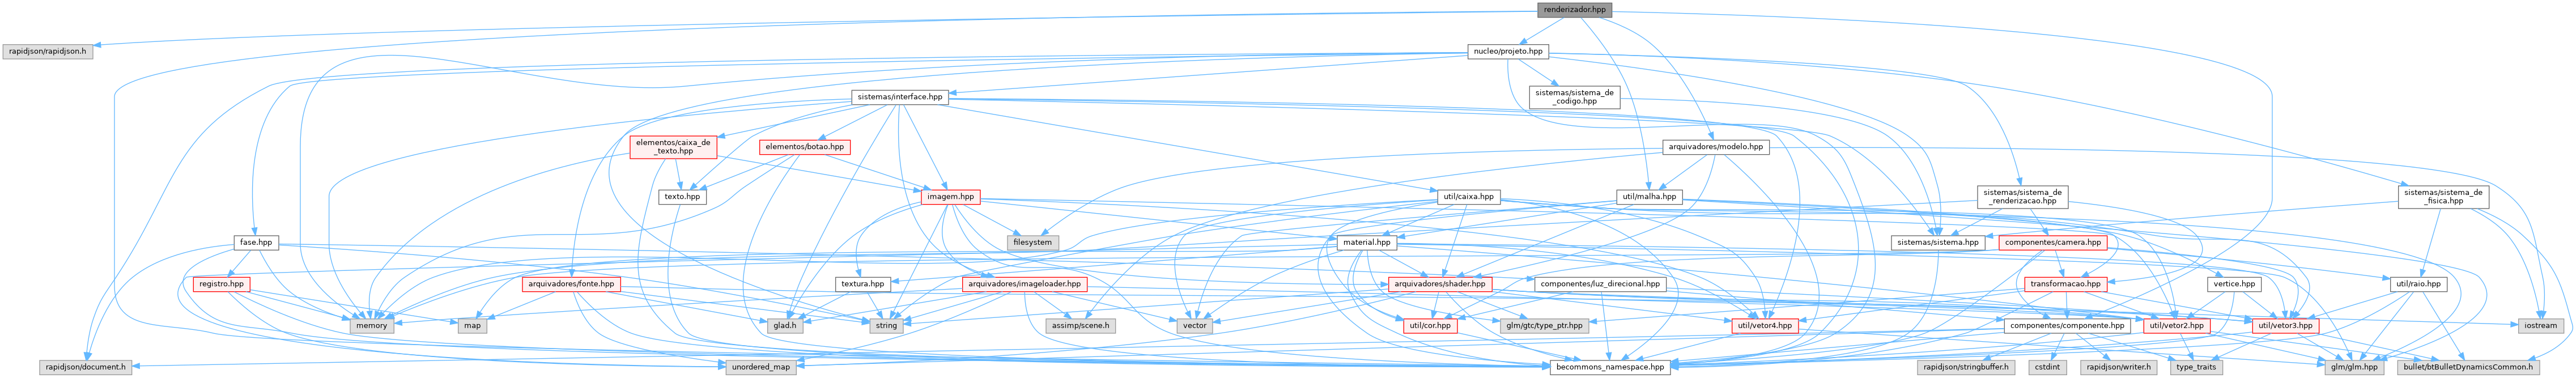 renderizador.hpp
rapidjson/rapidjson.h
nucleo/projeto.hpp
sistemas/interface.hpp
sistemas/sistema_de
_codigo.hpp
elementos/caixa_de
_texto.hpp
elementos/botao.hpp
arquivadores/modelo.hpp
texto.hpp
imagem.hpp
util/caixa.hpp
util/malha.hpp
sistemas/sistema_de
_renderizacao.hpp
sistemas/sistema_de
_fisica.hpp
fase.hpp
filesystem
material.hpp
sistemas/sistema.hpp
componentes/camera.hpp
registro.hpp
arquivadores/fonte.hpp
textura.hpp
arquivadores/imageloader.hpp
arquivadores/shader.hpp
componentes/luz_direcional.hpp
transformacao.hpp
vertice.hpp
util/raio.hpp
memory
map
glad.h
string
assimp/scene.h
vector
util/cor.hpp
glm/gtc/type_ptr.hpp
util/vetor4.hpp
componentes/componente.hpp
util/vetor2.hpp
util/vetor3.hpp
iostream
rapidjson/document.h
unordered_map
becommons_namespace.hpp
rapidjson/stringbuffer.h
cstdint
rapidjson/writer.h
type_traits
glm/glm.hpp
bullet/btBulletDynamicsCommon.h